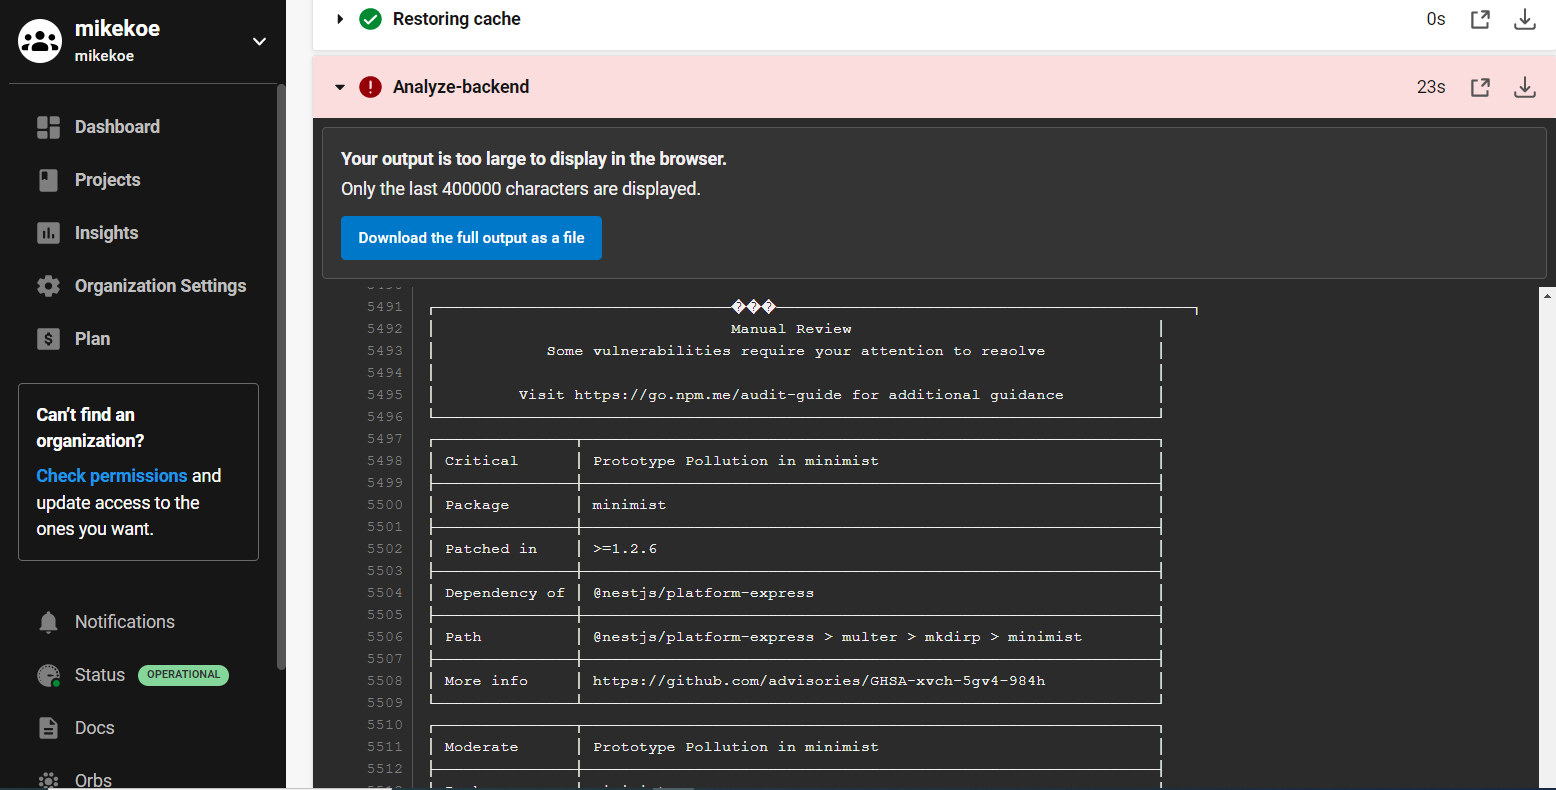 mikekoe
mikekoe
Dashboard
Projects
Insights
Organization Settings
Plan
Can't find an
organization?
Check permissions and
update access to the
ones you want.
Notifications
Status OPERATIONAL
Docs
Orbs
Restoring cache 0s
Analyze-backend 23s
Your output is too large to display in the browser.
Only the last 400000 characters are displayed.
Download the full output as a file
5491 ���
5492 Manual Review
5493 Some vulnerabilities require your attention to resolve
5494
5495 Visit https://go.npm.me/audit-guide for additional guidance
5496
5497
5498 Critical Prototype Pollution in minimist
5499
5500 Package minimist
5501
5502 Patched in >=1.2.6
5503
5504 Dependency of @nestjs/platform-express
5505
5506 Path @nestjs/platform-express > multer > mkdirp > minimist
5507
5508 More info https://github.com/advisories/GHSA-xvch-5gv4-984h
5509
5510
5511 Moderate Prototype Pollution in minimist
5512